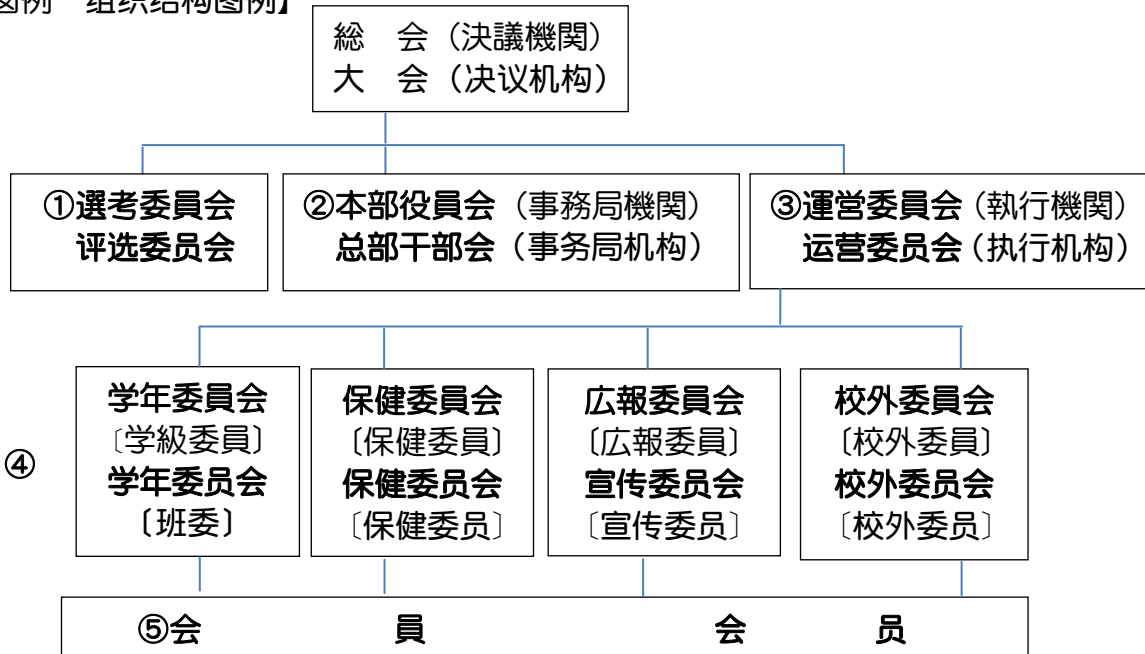 図例 组织结构图例】
総 会（決議機関）
大 会（决议机构）
①選考委員会
评选委员会
②本部役員会（事務局機関）
总部干部会（事务局机构）
③運営委員会（執行機関）
运营委员会（执行机构）
④
学年委員会
〔学級委員〕
学年委员会
〔班委〕
保健委員会
〔保健委員〕
保健委员会
〔保健委员〕
広報委員会
〔広報委員〕
宣传委员会
〔宣传委员〕
校外委員会
〔校外委員〕
校外委员会
〔校外委员〕
⑤会 員 会 员